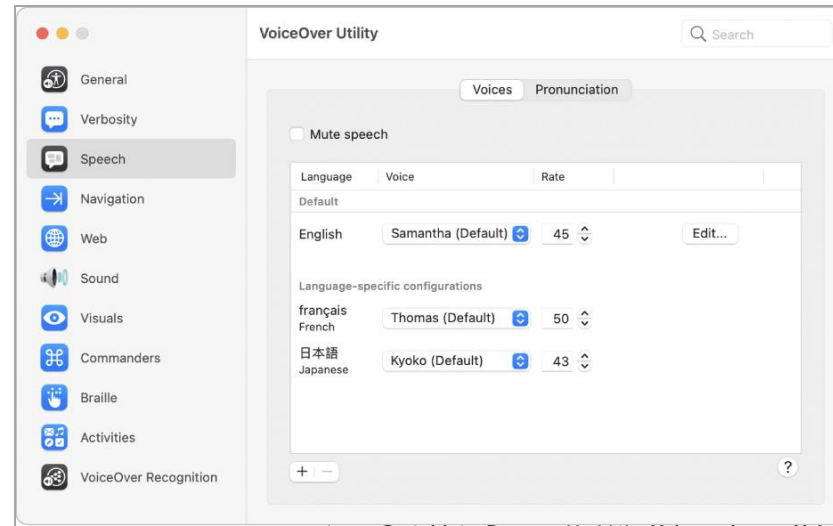 VoiceOver Utility
Search
General
Verbosity
Speech
Navigation
Web
Sound
Visuals
Commanders
Braille
Activities
VoiceOver Recognition
Voices Pronunciation
Mute speech
Language Voice Rate
Default
English Samantha (Default) 45 Edit...
Language-specific configurations
français Thomas (Default) 50
French
日本語 Kyoko (Default) 43
Japanese
+ −
?